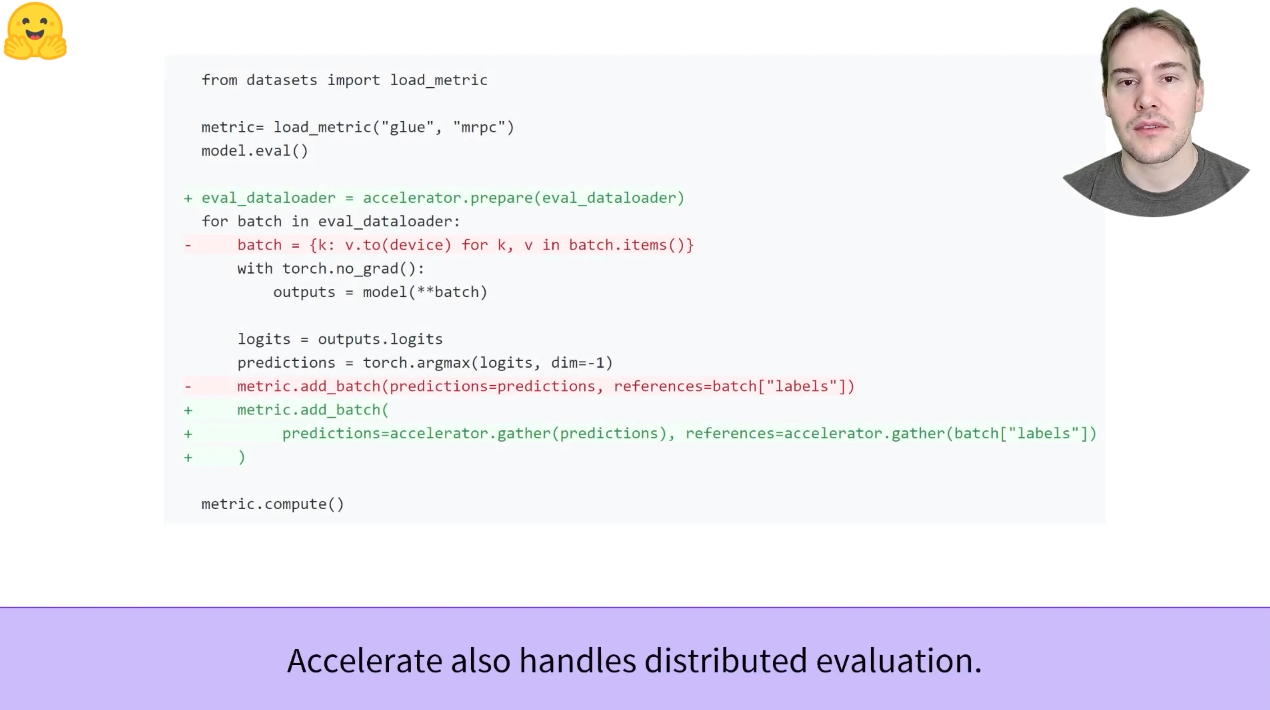 from datasets import load_metric
metric= load_metric("glue", "mrpc")
model.eval()
+ eval_dataloader = accelerator.prepare(eval_dataloader)
for batch in eval_dataloader:
-     batch = {k: v.to(device) for k, v in batch.items()}
with torch.no_grad():
outputs = model(**batch)
logits = outputs.logits
predictions = torch.argmax(logits, dim=-1)
-     metric.add_batch(predictions=predictions, references=batch["labels"])
+     metric.add_batch(
+          predictions=accelerator.gather(predictions), references=accelerator.gather(batch["labels"])
+     )
metric.compute()
Accelerate also handles distributed evaluation.